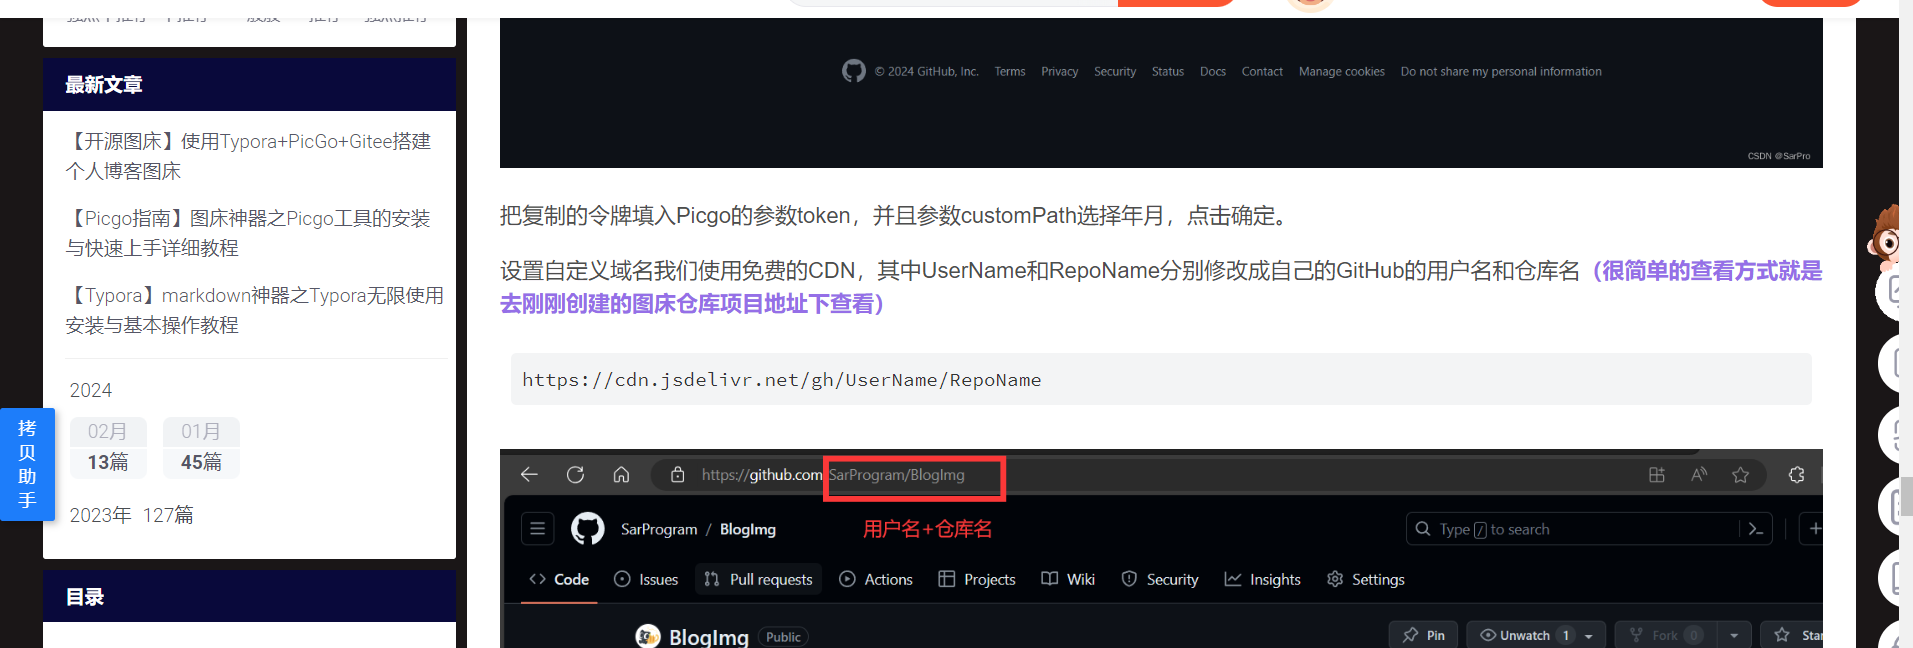 最新文章
【开源图床】使用Typora+PicGo+Gitee搭建
个人博客图床
【Picgo指南】图床神器之Picgo工具的安装
与快速上手详细教程
【Typora】markdown神器之Typora无限使用
安装与基本操作教程
2024
02月
13篇
01月
45篇
2023年 127篇
目录
拷贝助手
© 2024 GitHub, Inc. Terms Privacy Security Status Docs Contact Manage cookies Do not share my personal information
CSDN @SarPro
把复制的令牌填入Picgo的参数token，并且参数customPath选择年月，点击确定。
设置自定义域名我们使用免费的CDN，其中UserName和RepoName分别修改成自己的GitHub的用户名和仓库名（很简单的查看方式就是
去刚刚创建的图床仓库项目地址下查看）
https://cdn.jsdelivr.net/gh/UserName/RepoName
https://github.com/SarProgram/BlogImg
SarProgram / BlogImg
用户名+仓库名
Type / to search
Code Issues Pull requests Actions Projects Wiki Security Insights Settings
BlogImg Public
Pin Unwatch 1 Fork 0